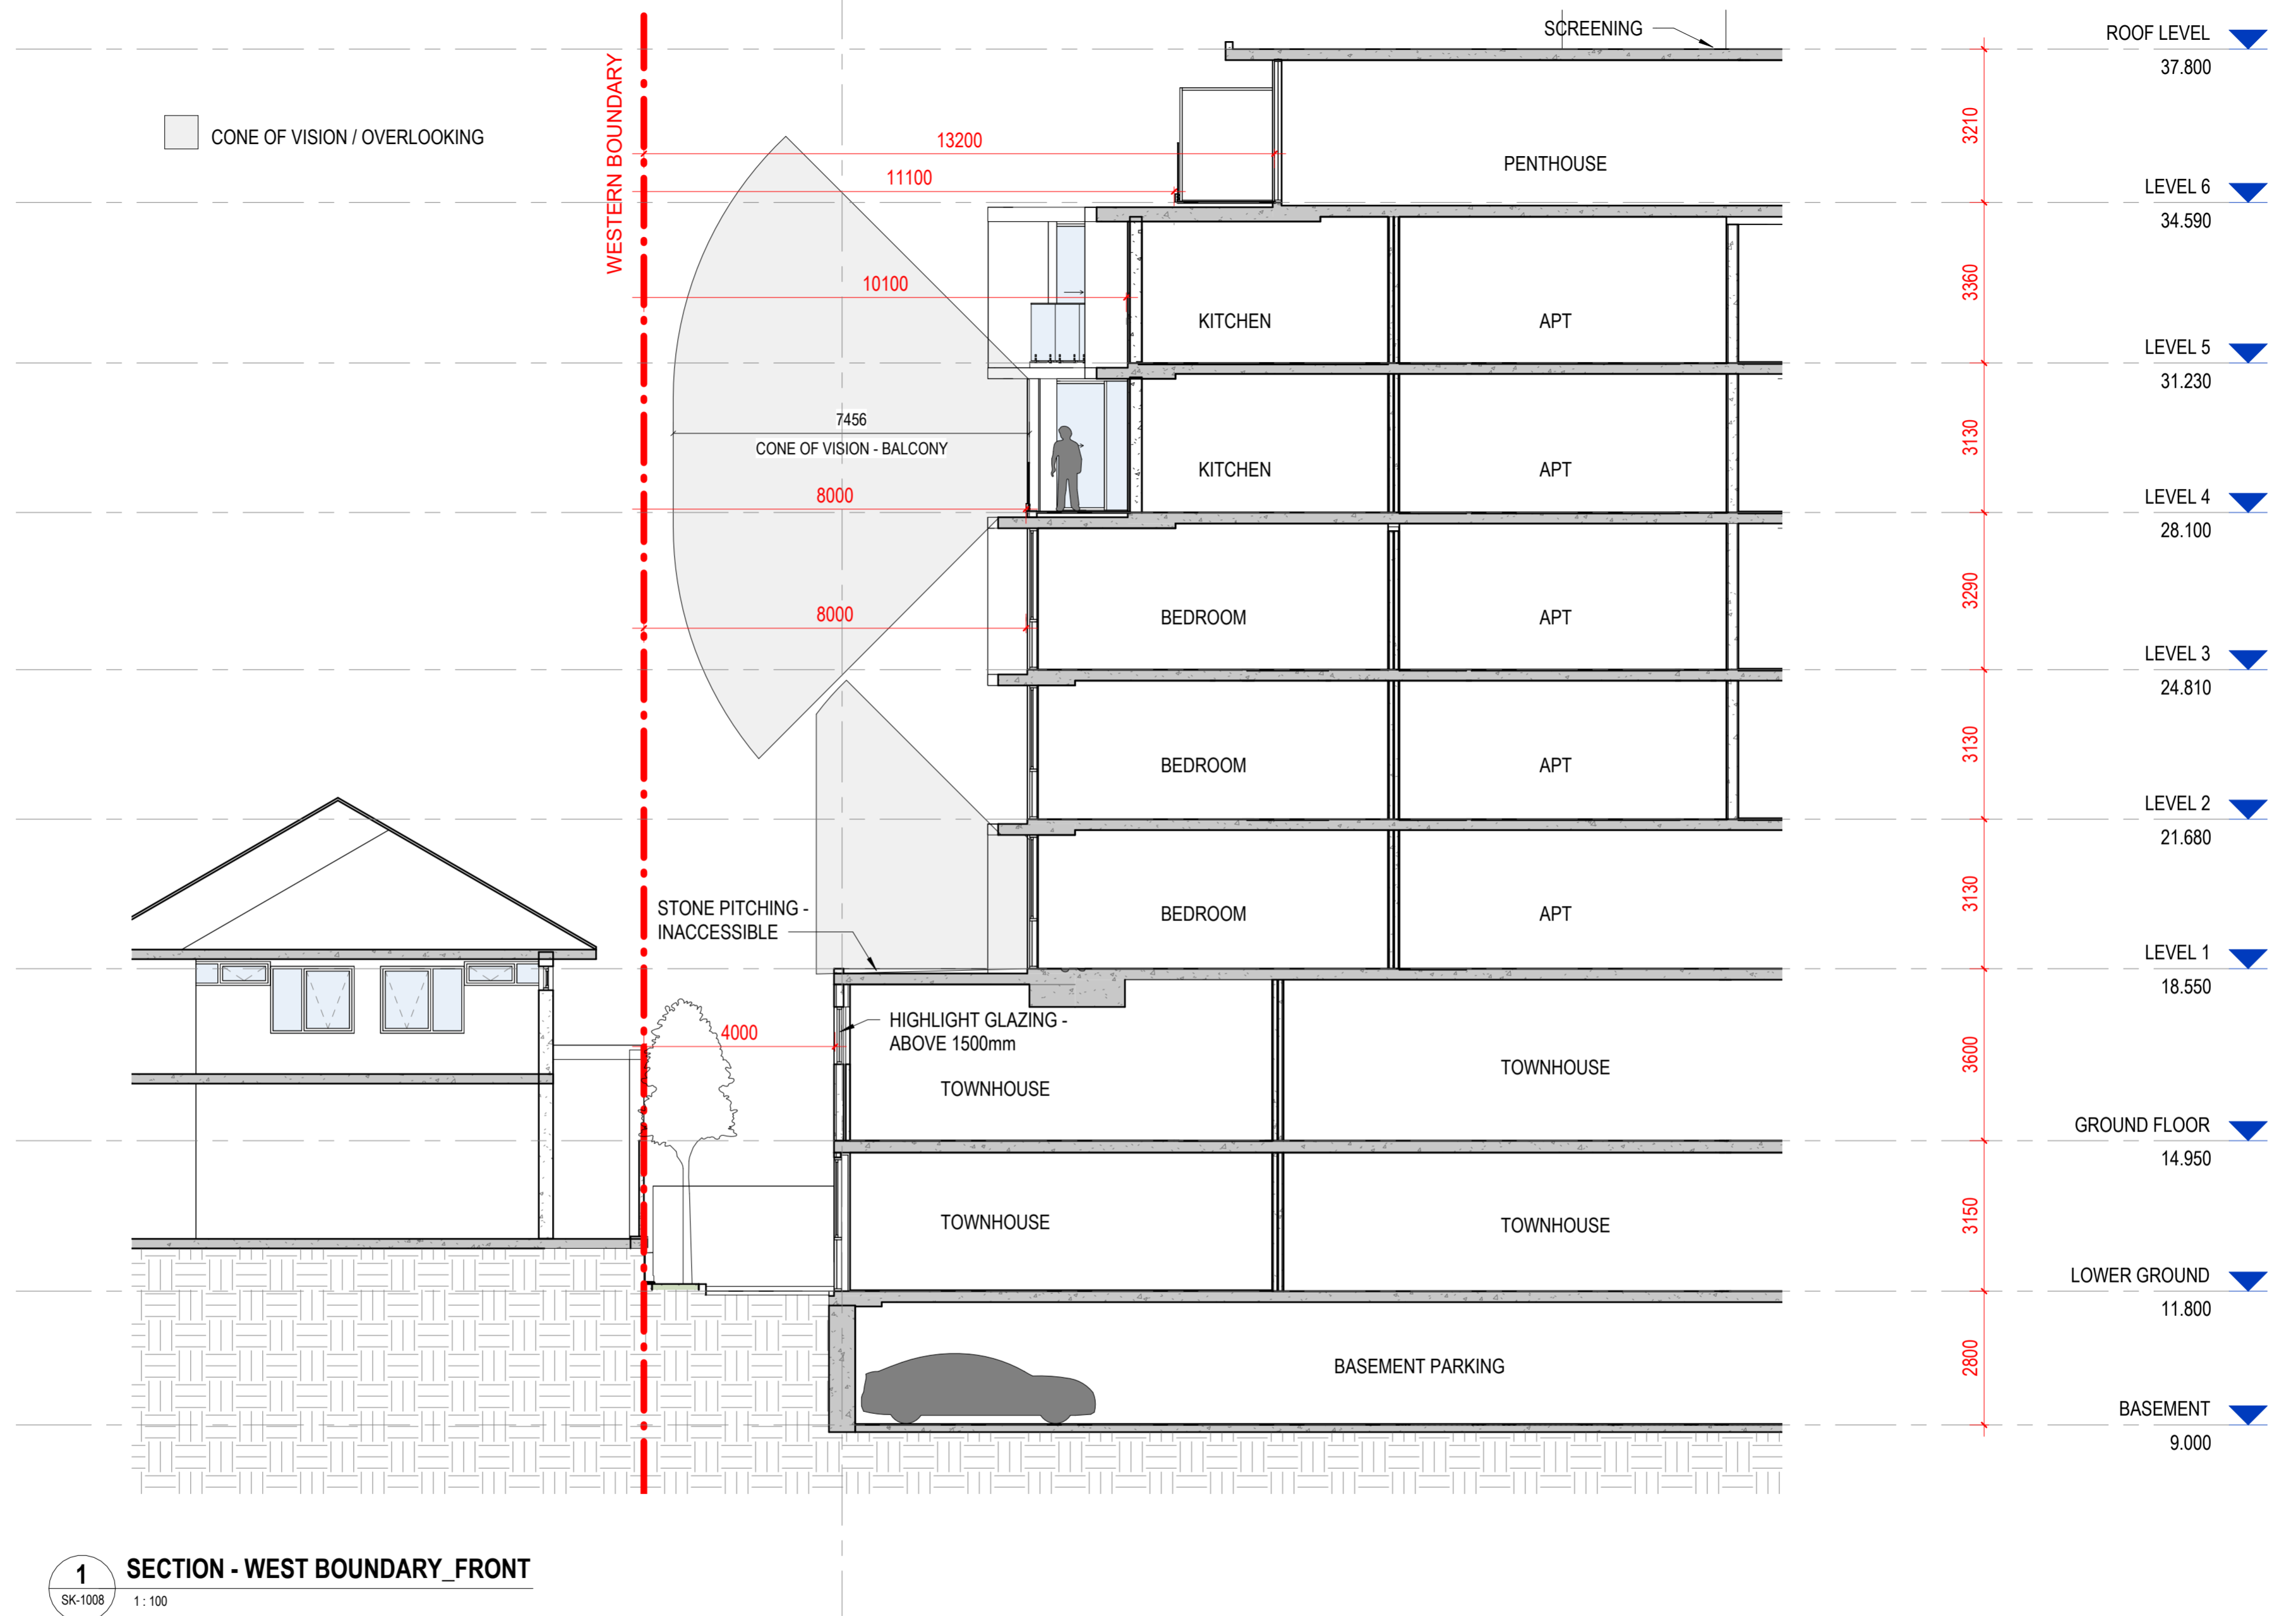 SCREENING
ROOF LEVEL
37.800
WESTERN BOUNDARY
CONE OF VISION / OVERLOOKING
13200
3210
PENTHOUSE
11100
LEVEL 6
34.590
10100
3360
KITCHEN
APT
LEVEL 5
31.230
7456
CONE OF VISION - BALCONY
3130
KITCHEN
APT
8000
LEVEL 4
28.100
8000
3290
BEDROOM
APT
LEVEL 3
24.810
3130
BEDROOM
APT
LEVEL 2
21.680
3130
STONE PITCHING -
INACCESSIBLE
BEDROOM
APT
LEVEL 1
18.550
HIGHLIGHT GLAZING -
ABOVE 1500mm
4000
3600
TOWNHOUSE
TOWNHOUSE
GROUND FLOOR
14.950
3150
TOWNHOUSE
TOWNHOUSE
LOWER GROUND
11.800
2800
BASEMENT PARKING
BASEMENT
9.000
1
SK-1008
SECTION - WEST BOUNDARY_FRONT
1 : 100